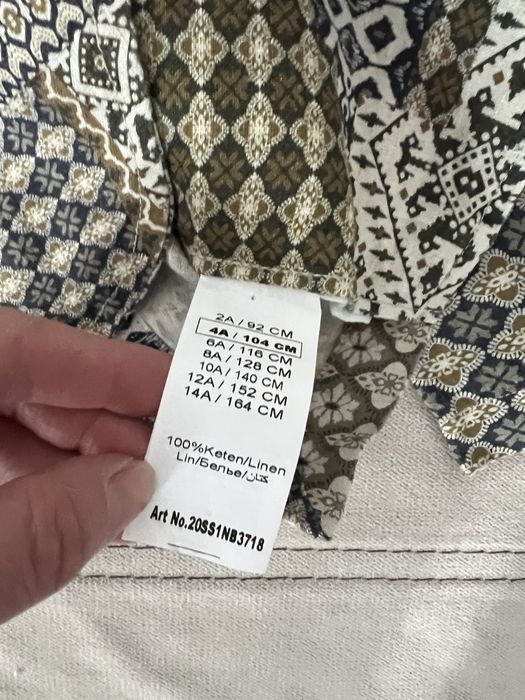 2A / 92 CM
4A / 104 CM
6A / 116 CM
8A / 128 CM
10A / 140 CM
12A / 152 CM
14A / 164 CM
100%Keten/Linen
Lin/Белье/كتان
Art No.20SS1NB3718